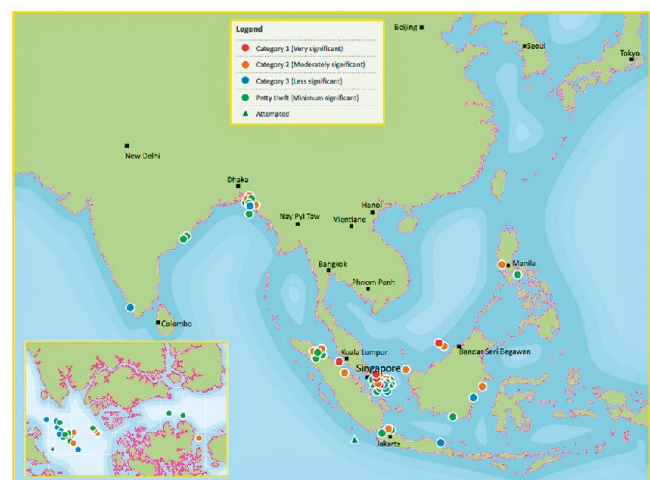 Legend
Category 1 (Very significant)
Category 2 (Moderately significant)
Category 3 (Less significant)
Petty theft (Minimum significant)
Attempted
Beijing
Seoul
Tokyo
New Delhi
Dhaka
Hanoi
Nay Pyi Taw
Vientiane
Bangkok
Manila
Phnom Penh
Colombo
Kuala Lumpur
Bandar Seri Begawan
Singapore
Jakarta